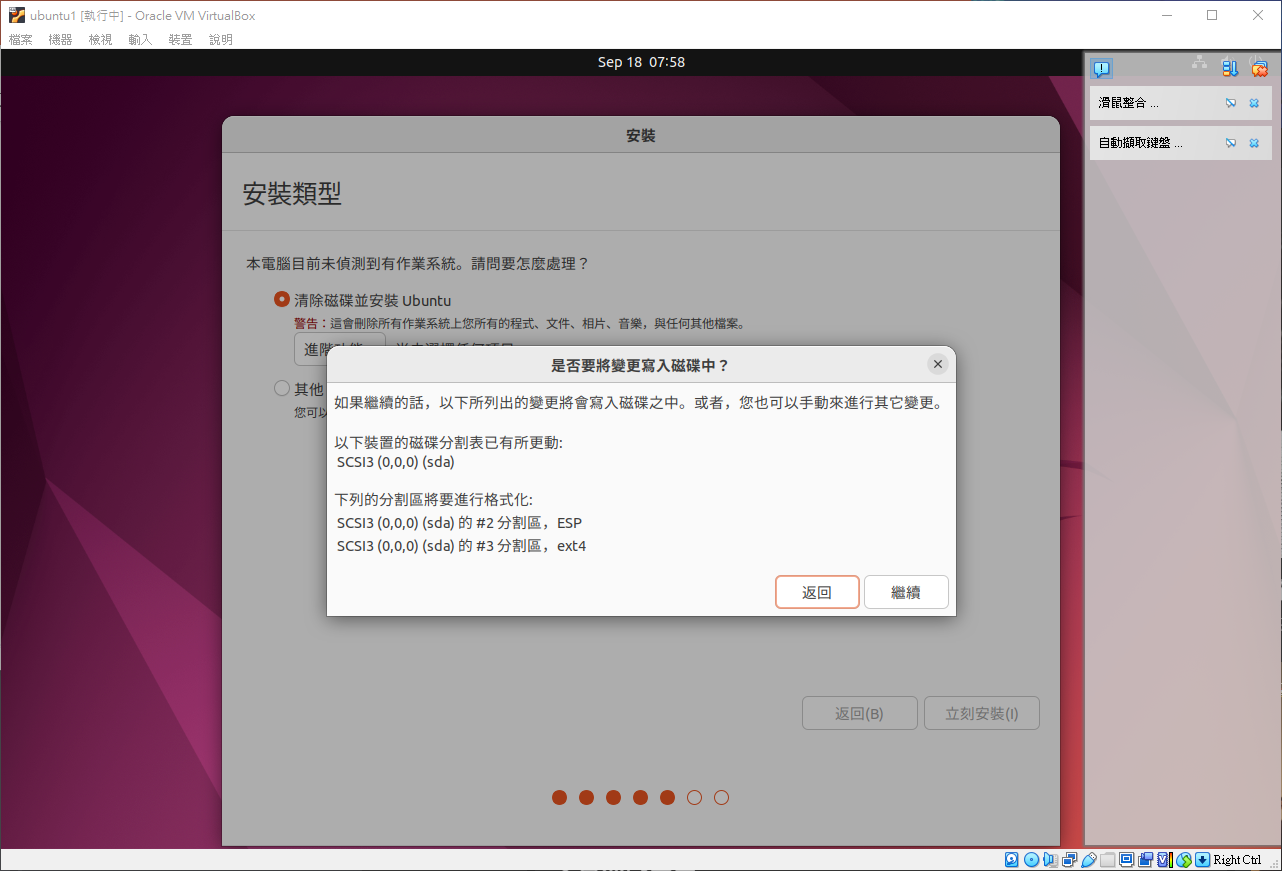 ubuntu1 [執行中] - Oracle VM VirtualBox
檔案 機器 檢視 輸入 裝置 說明
Sep 18 07:58
滑鼠整合 ...
自動擷取鍵盤 ...
安裝
安裝類型
本電腦目前未偵測到有作業系統。請問要怎麼處理？
清除磁碟並安裝 Ubuntu
警告：這會刪除所有作業系統上您所有的程式、文件、相片、音樂，與任何其他檔案。
其他
您可以
是否要將變更寫入磁碟中？
如果繼續的話，以下所列出的變更將會寫入磁碟之中。或者，您也可以手動來進行其它變更。
以下裝置的磁碟分割表已有所更動:
SCSI3 (0,0,0) (sda)
下列的分割區將要進行格式化:
SCSI3 (0,0,0) (sda) 的 #2 分割區，ESP
SCSI3 (0,0,0) (sda) 的 #3 分割區，ext4
返回 繼續
返回(B) 立刻安裝(I)
Right Ctrl